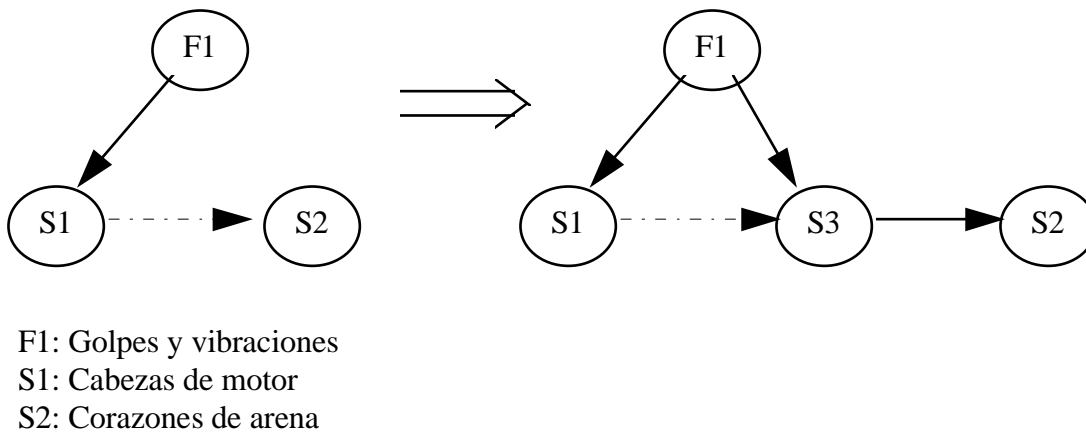 F1
F1
S1
S2
S1
S3
S2
F1: Golpes y vibraciones
S1: Cabezas de motor
S2: Corazones de arena